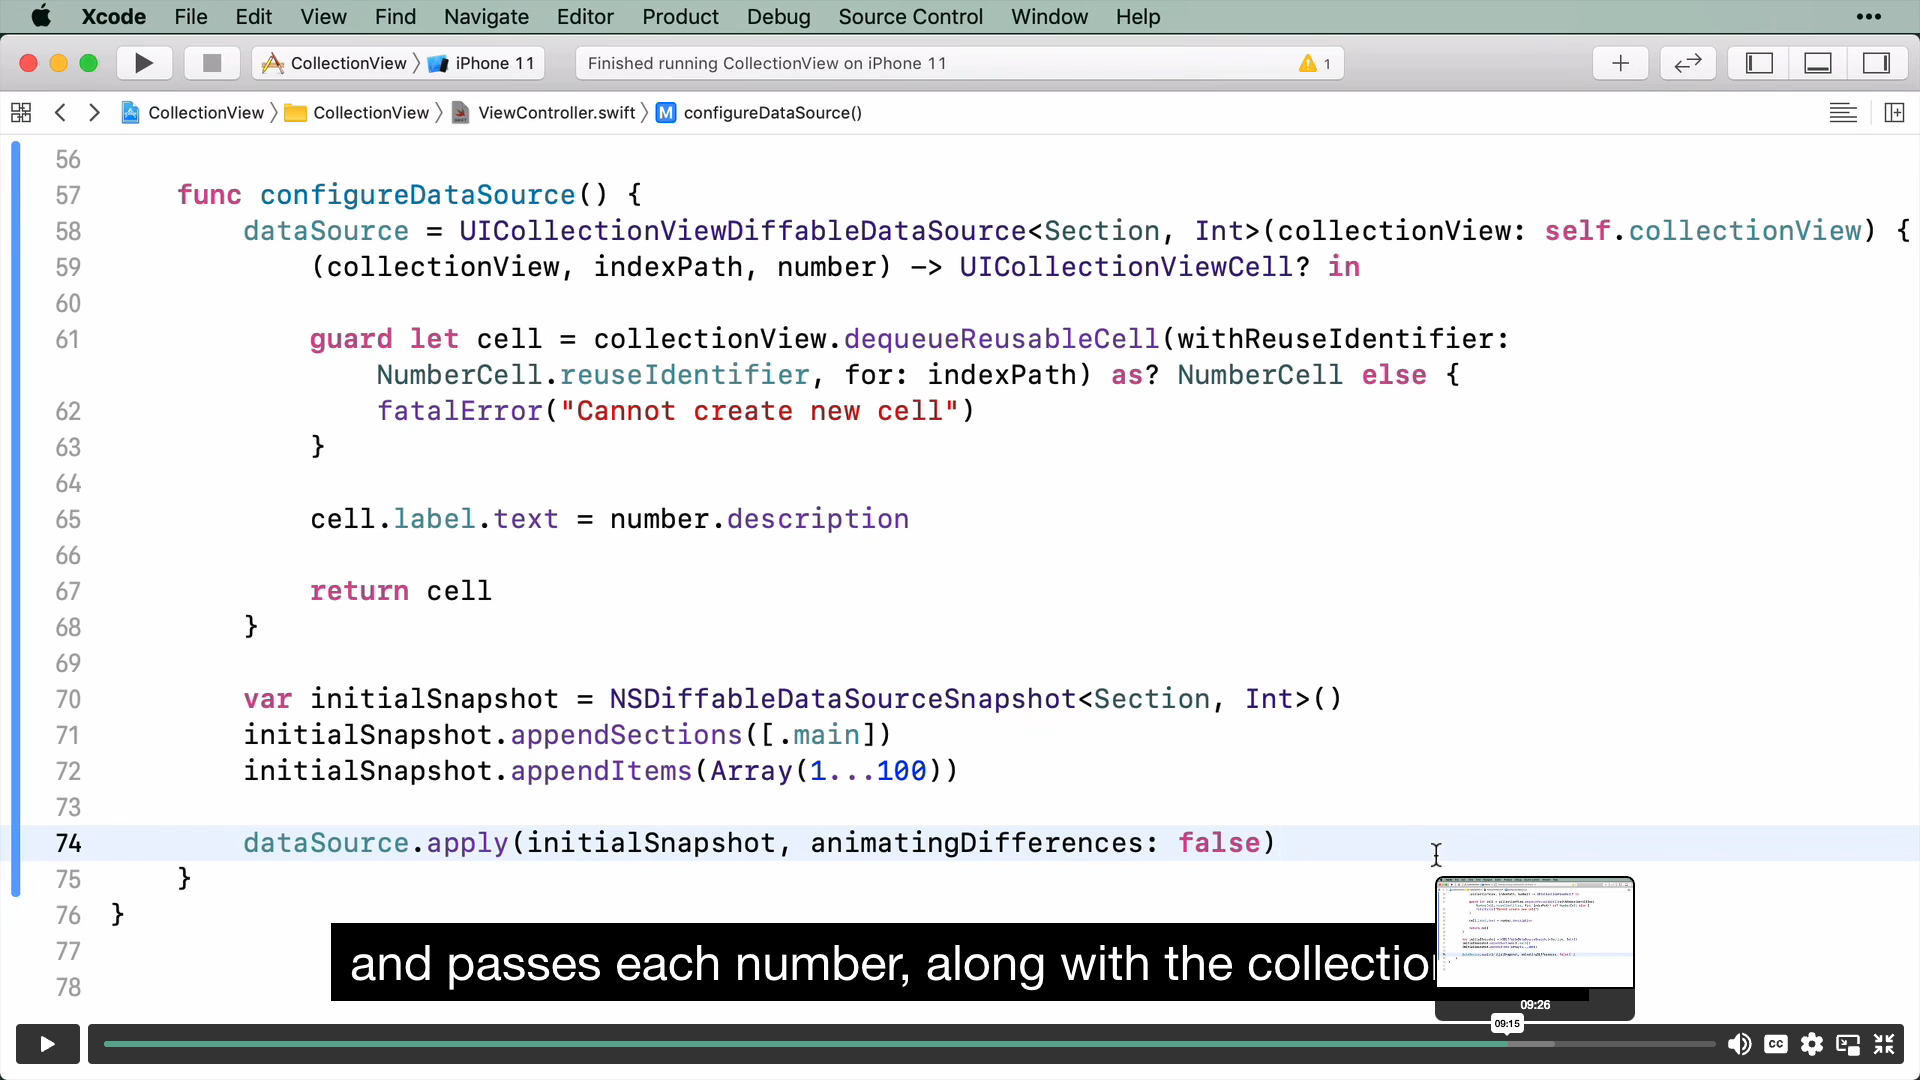 Xcode File Edit View Find Navigate Editor Product Debug Source Control Window Help
CollectionView iPhone 11 Finished running CollectionView on iPhone 11 1
CollectionView CollectionView ViewController.swift M configureDataSource()
56
57 func configureDataSource() {
58 dataSource = UICollectionViewDiffableDataSource<Section, Int>(collectionView: self.collectionView) {
59 (collectionView, indexPath, number) -> UICollectionViewCell? in
60
61 guard let cell = collectionView.dequeueReusableCell(withReuseIdentifier:
NumberCell.reuseIdentifier, for: indexPath) as? NumberCell else {
62 fatalError("Cannot create new cell")
63 }
64
65 cell.label.text = number.description
66
67 return cell
68 }
69
70 var initialSnapshot = NSDiffableDataSourceSnapshot<Section, Int>()
71 initialSnapshot.appendSections([.main])
72 initialSnapshot.appendItems(Array(1...100))
73
74 dataSource.apply(initialSnapshot, animatingDifferences: false)
75 }
76 }
77
78
and passes each number, along with the collection
09:26
09:15
CC